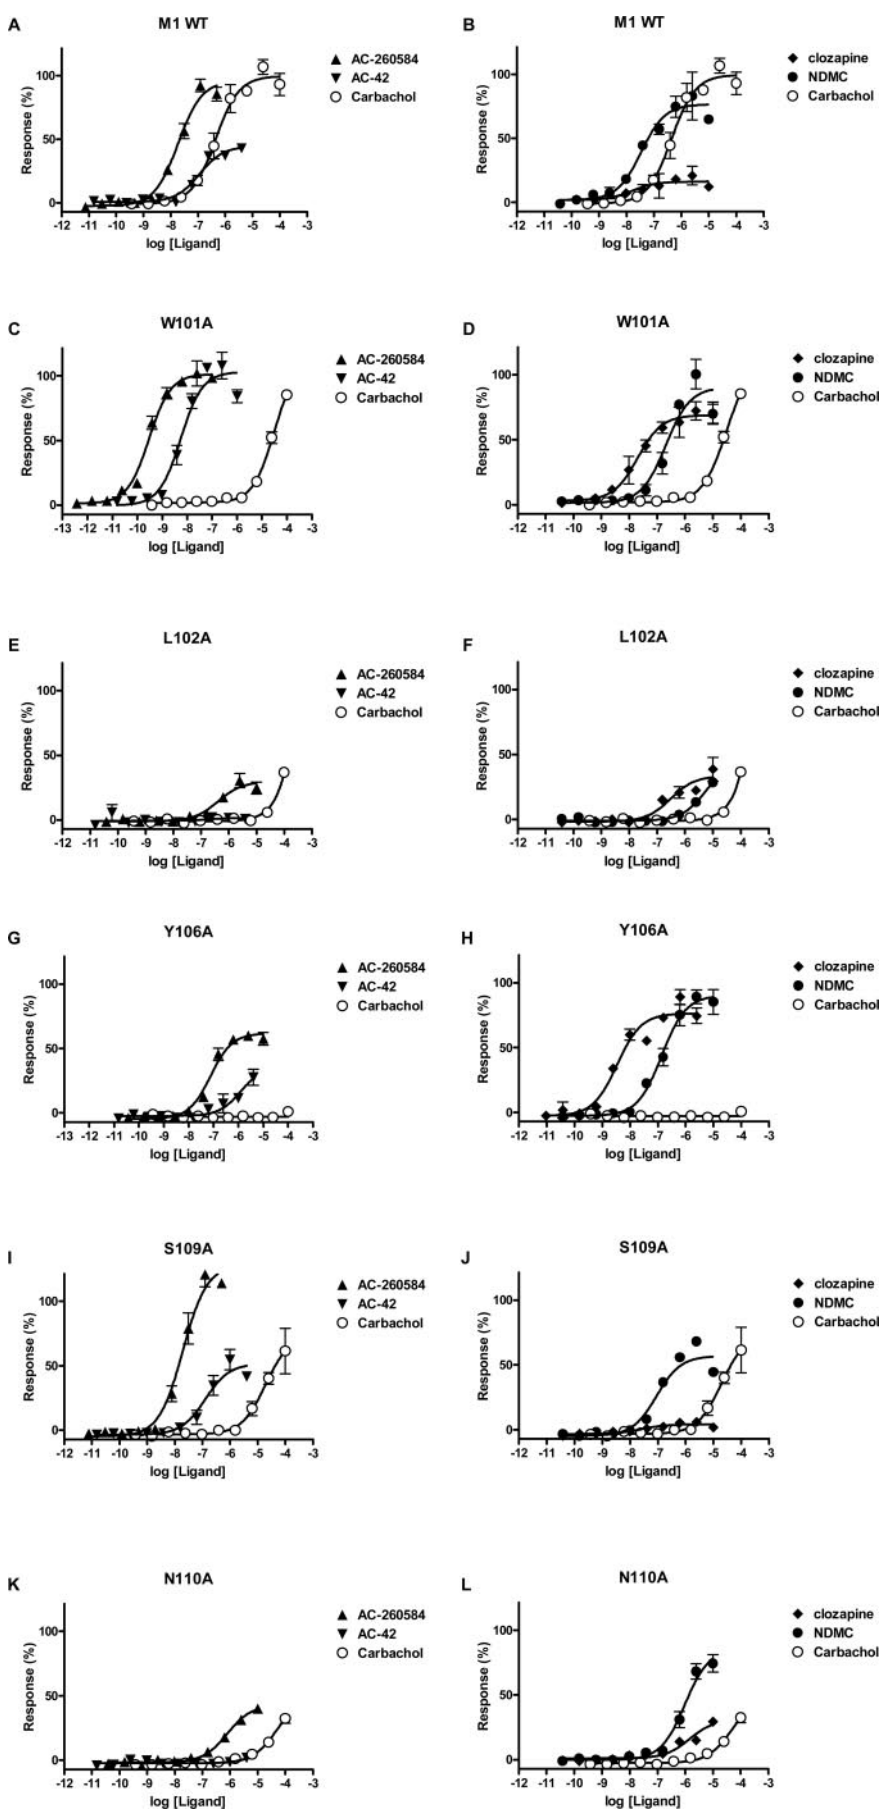 A
M1 WT
AC-260584
AC-42
Carbachol
Response (%)
100
50
0
-12 -11 -10 -9 -8 -7 -6 -5 -4 -3
log [Ligand]
B
M1 WT
clozapine
NDMC
Carbachol
Response (%)
100
50
0
-12 -11 -10 -9 -8 -7 -6 -5 -4 -3
log [Ligand]
C
W101A
AC-260584
AC-42
Carbachol
Response (%)
100
50
0
-13 -12 -11 -10 -9 -8 -7 -6 -5 -4 -3
log [Ligand]
D
W101A
clozapine
NDMC
Carbachol
Response (%)
100
50
0
-12 -11 -10 -9 -8 -7 -6 -5 -4 -3
log [Ligand]
E
L102A
AC-260584
AC-42
Carbachol
Response (%)
100
50
0
-12 -11 -10 -9 -8 -7 -6 -5 -4 -3
log [Ligand]
F
L102A
clozapine
NDMC
Carbachol
Response (%)
100
50
0
-12 -11 -10 -9 -8 -7 -6 -5 -4 -3
log [Ligand]
G
Y106A
AC-260584
AC-42
Carbachol
Response (%)
100
50
0
-13 -12 -11 -10 -9 -8 -7 -6 -5 -4 -3
log [Ligand]
H
Y106A
clozapine
NDMC
Carbachol
Response (%)
100
50
0
-12 -11 -10 -9 -8 -7 -6 -5 -4 -3
log [Ligand]
I
S109A
AC-260584
AC-42
Carbachol
Response (%)
100
50
0
-12 -11 -10 -9 -8 -7 -6 -5 -4 -3
log [Ligand]
J
S109A
clozapine
NDMC
Carbachol
Response (%)
100
50
0
-12 -11 -10 -9 -8 -7 -6 -5 -4 -3
log [Ligand]
K
N110A
AC-260584
AC-42
Carbachol
Response (%)
100
50
0
-12 -11 -10 -9 -8 -7 -6 -5 -4 -3
log [Ligand]
L
N110A
clozapine
NDMC
Carbachol
Response (%)
100
50
0
-12 -11 -10 -9 -8 -7 -6 -5 -4 -3
log [Ligand]